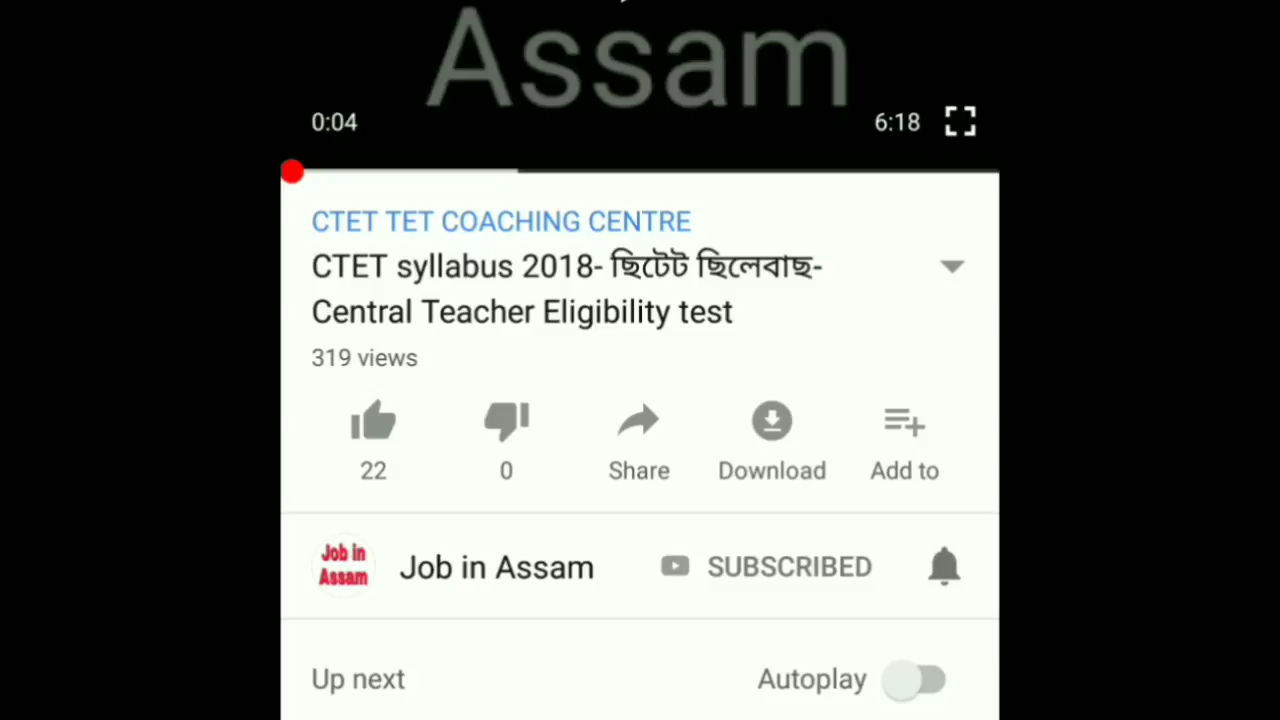 Assam
0:04
6:18
CTET TET COACHING CENTRE
CTET syllabus 2018- ছিটেট ছিলেবাছ-
Central Teacher Eligibility test
319 views
22
0
Share
Download
Add to
Job in
Assam
Job in Assam
SUBSCRIBED
Up next
Autoplay